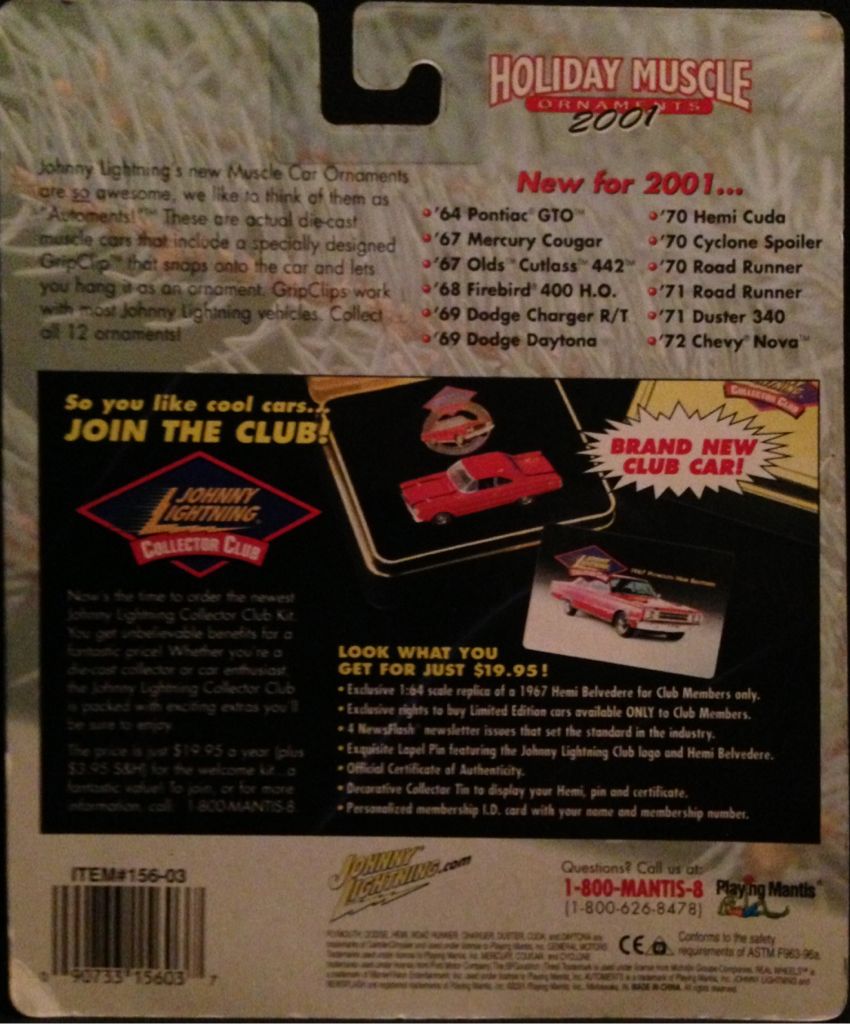 HOLIDAY MUSCLE
ORNAMENTS
2001
Johnny Lightning's new Muscle Car Ornaments
are so awesome, we like to think of them as
"Automents!"™ These are actual die-cast
muscle cars that include a specially designed
GripClip™ that snaps onto the car and lets
you hang it as an ornament. GripClips work
with most Johnny Lightning vehicles. Collect
all 12 ornaments!
New for 2001...
'64 Pontiac® GTO™
'67 Mercury Cougar
'67 Olds™ Cutlass™ 442™
'68 Firebird® 400 H.O.
'69 Dodge Charger R/T
'69 Dodge Daytona
'70 Hemi Cuda
'70 Cyclone Spoiler
'70 Road Runner
'71 Road Runner
'71 Duster 340
'72 Chevy® Nova™
So you like cool cars...
JOIN THE CLUB!
BRAND NEW
CLUB CAR!
JOHNNY
LIGHTNING
COLLECTOR CLUB
Now's the time to order the newest
Johnny Lightning Collector Club Kit.
You get unbelievable benefits for a
fantastic price! Whether you're a
die-cast collector or car enthusiast,
the Johnny Lightning Collector Club
is packed with exciting extras you'll
be sure to enjoy.
The price is just $19.95 a year (plus
$3.95 S&H) for the welcome kit...a
fantastic value! To join, or for more
information, call: 1-800-MANTIS-8
LOOK WHAT YOU
GET FOR JUST $19.95!
• Exclusive 1:64 scale replica of a 1967 Hemi Belvedere for Club Members only.
• Exclusive rights to buy Limited Edition cars available ONLY to Club Members.
• 4 NewsFlash newsletter issues that set the standard in the industry.
• Exquisite Lapel Pin featuring the Johnny Lightning Club logo and Hemi Belvedere.
• Official Certificate of Authenticity.
• Decorative Collector Tin to display your Hemi, pin and certificate.
• Personalized membership I.D. card with your name and membership number.
ITEM#156-03
90733 15603 7
JOHNNY
LIGHTNING.com
Questions? Call us at:
1-800-MANTIS-8
(1-800-626-8478)
Playing Mantis®
CE
Conforms to the safety
requirements of ASTM F963-96a.